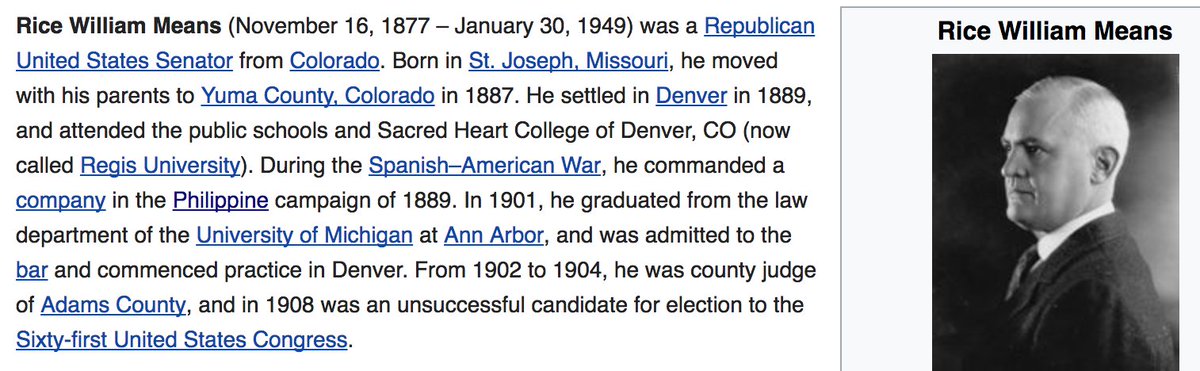 Rice William Means (November 16, 1877 – January 30, 1949) was a Republican
United States Senator from Colorado. Born in St. Joseph, Missouri, he moved
with his parents to Yuma County, Colorado in 1887. He settled in Denver in 1889,
and attended the public schools and Sacred Heart College of Denver, CO (now
called Regis University). During the Spanish–American War, he commanded a
company in the Philippine campaign of 1889. In 1901, he graduated from the law
department of the University of Michigan at Ann Arbor, and was admitted to the
bar and commenced practice in Denver. From 1902 to 1904, he was county judge
of Adams County, and in 1908 was an unsuccessful candidate for election to the
Sixty-first United States Congress.
Rice William Means